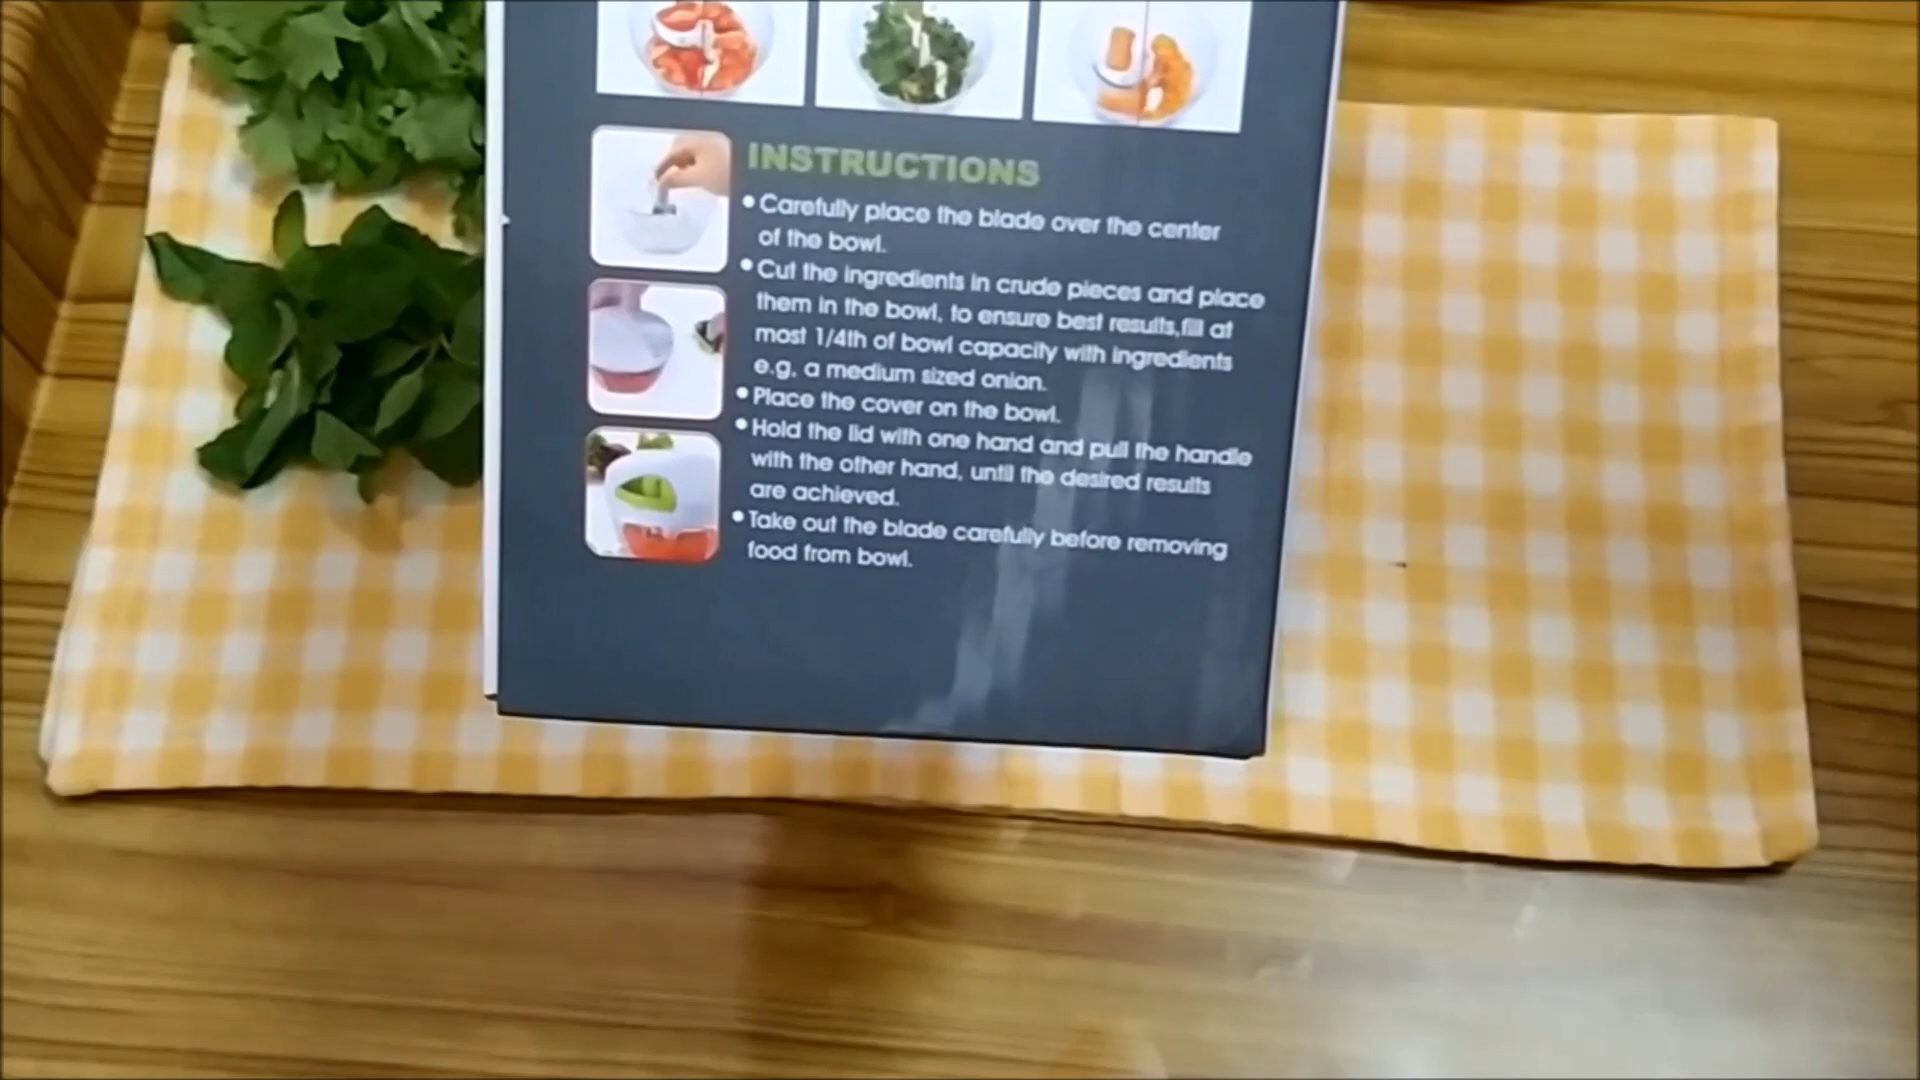 INSTRUCTIONS
• Carefully place the blade over the center
of the bowl.
• Cut the ingredients in crude pieces and place
them in the bowl, to ensure best results,fill at
most 1/4th of bowl capacity with ingredients
e.g. a medium sized onion.
• Place the cover on the bowl.
• Hold the lid with one hand and pull the handle
with the other hand, until the desired results
are achieved.
• Take out the blade carefully before removing
food from bowl.